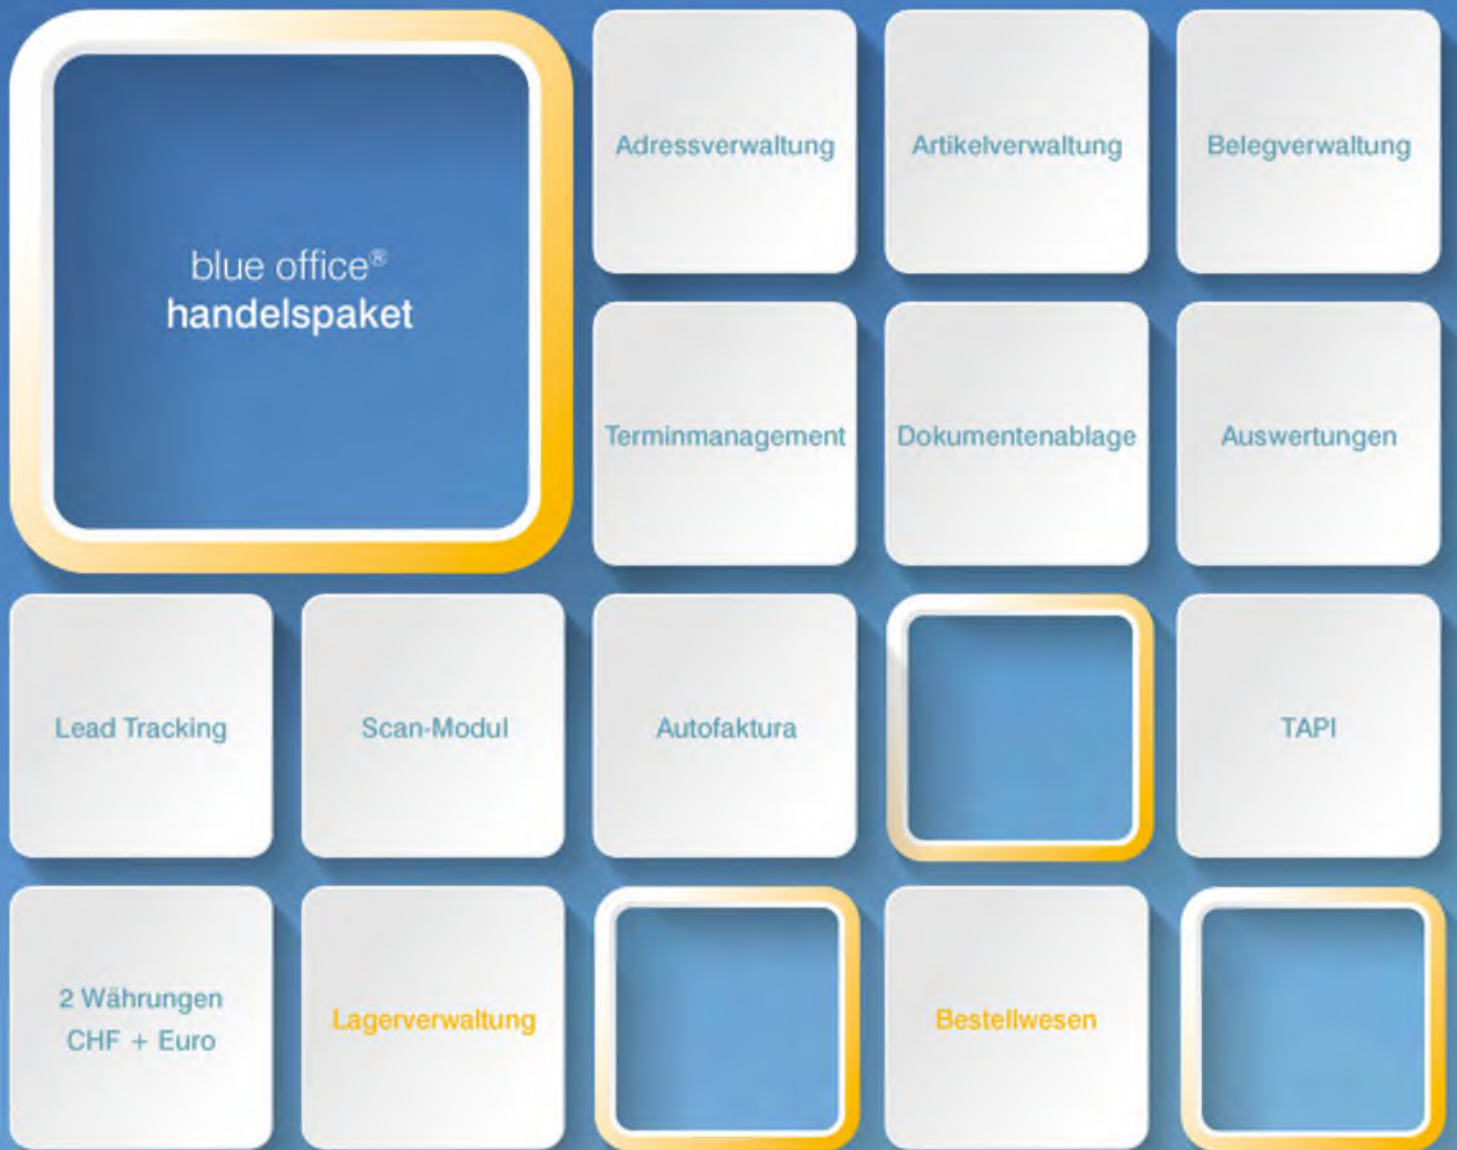 blue office®
handelspaket
Adressverwaltung
Artikelverwaltung
Belegverwaltung
Terminmanagement
Dokumentenablage
Auswertungen
Lead Tracking
Scan-Modul
Autofaktura
TAPI
2 Währungen
CHF + Euro
Lagerverwaltung
Bestellwesen